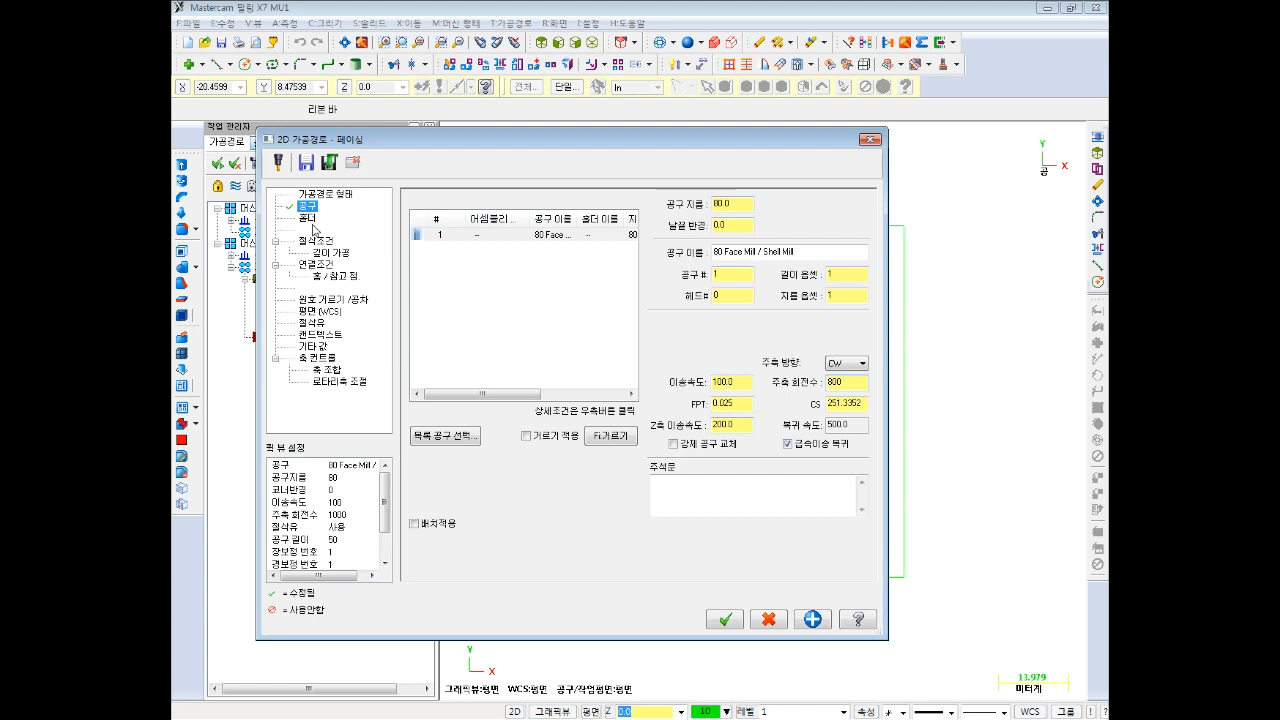 Mastercam 밀링 X7 MU1
F:파일 E:수정 V:뷰 A:측정 C:그리기 S:솔리드 X:이동 M:머신 형태 T:가공경로 R:화면 I:설정 H:도움말
X -20.4599 Y 8.47539 Z 0.0 전체... 단일... In
리본 바
작업 관리자
가공경로
2D 가공경로 - 페이싱
가공경로 형태
공구
홀더
절삭조건
깊이 가공
연결조건
홈 / 참고 점.
원호 거르기 /공차
평면 (WCS)
절삭유
캔드텍스트
기타 값
축 컨트롤
축 조합
로타리축 조절
# 어셈블리 ... 공구 이름 홀더 이름 지
1 -- 80 Face ... -- 80
상세조건은 우측버튼 클릭
목록 공구 선택...
거르기 적용
Fi거르기
배치적용
공구 지름: 80.0
날끝 반경: 0.0
공구 이름: 80 Face Mill / Shell Mill
공구 #: 1 길이 옵셋: 1
헤드# 0 지름 옵셋: 1
주축 방향: CW
이송속도: 100.0 주축 회전수: 800
FPT: 0.025 CS 251.3352
Z축 이송속도: 200.0 복귀 속도: 500.0
강제 공구 교체 급속이송 복귀
주석문
퀵 뷰 설정
공구 80 Face Mill /
공구지름 80
코너반경 0
이송속도 100
주축 회전수 1000
절삭유 사용
공구 길이 50
장보정 번호 1
경보정 번호 1
= 수정됨
= 사용안함
Y
X
공
Y
X
그래픽뷰:평면 WCS:평면 공구/작업평면:평면
13.979
미터계
2D 그래픽뷰 평면 Z 0.0 10 레벨 1 속성 WCS 그룹 ! ?